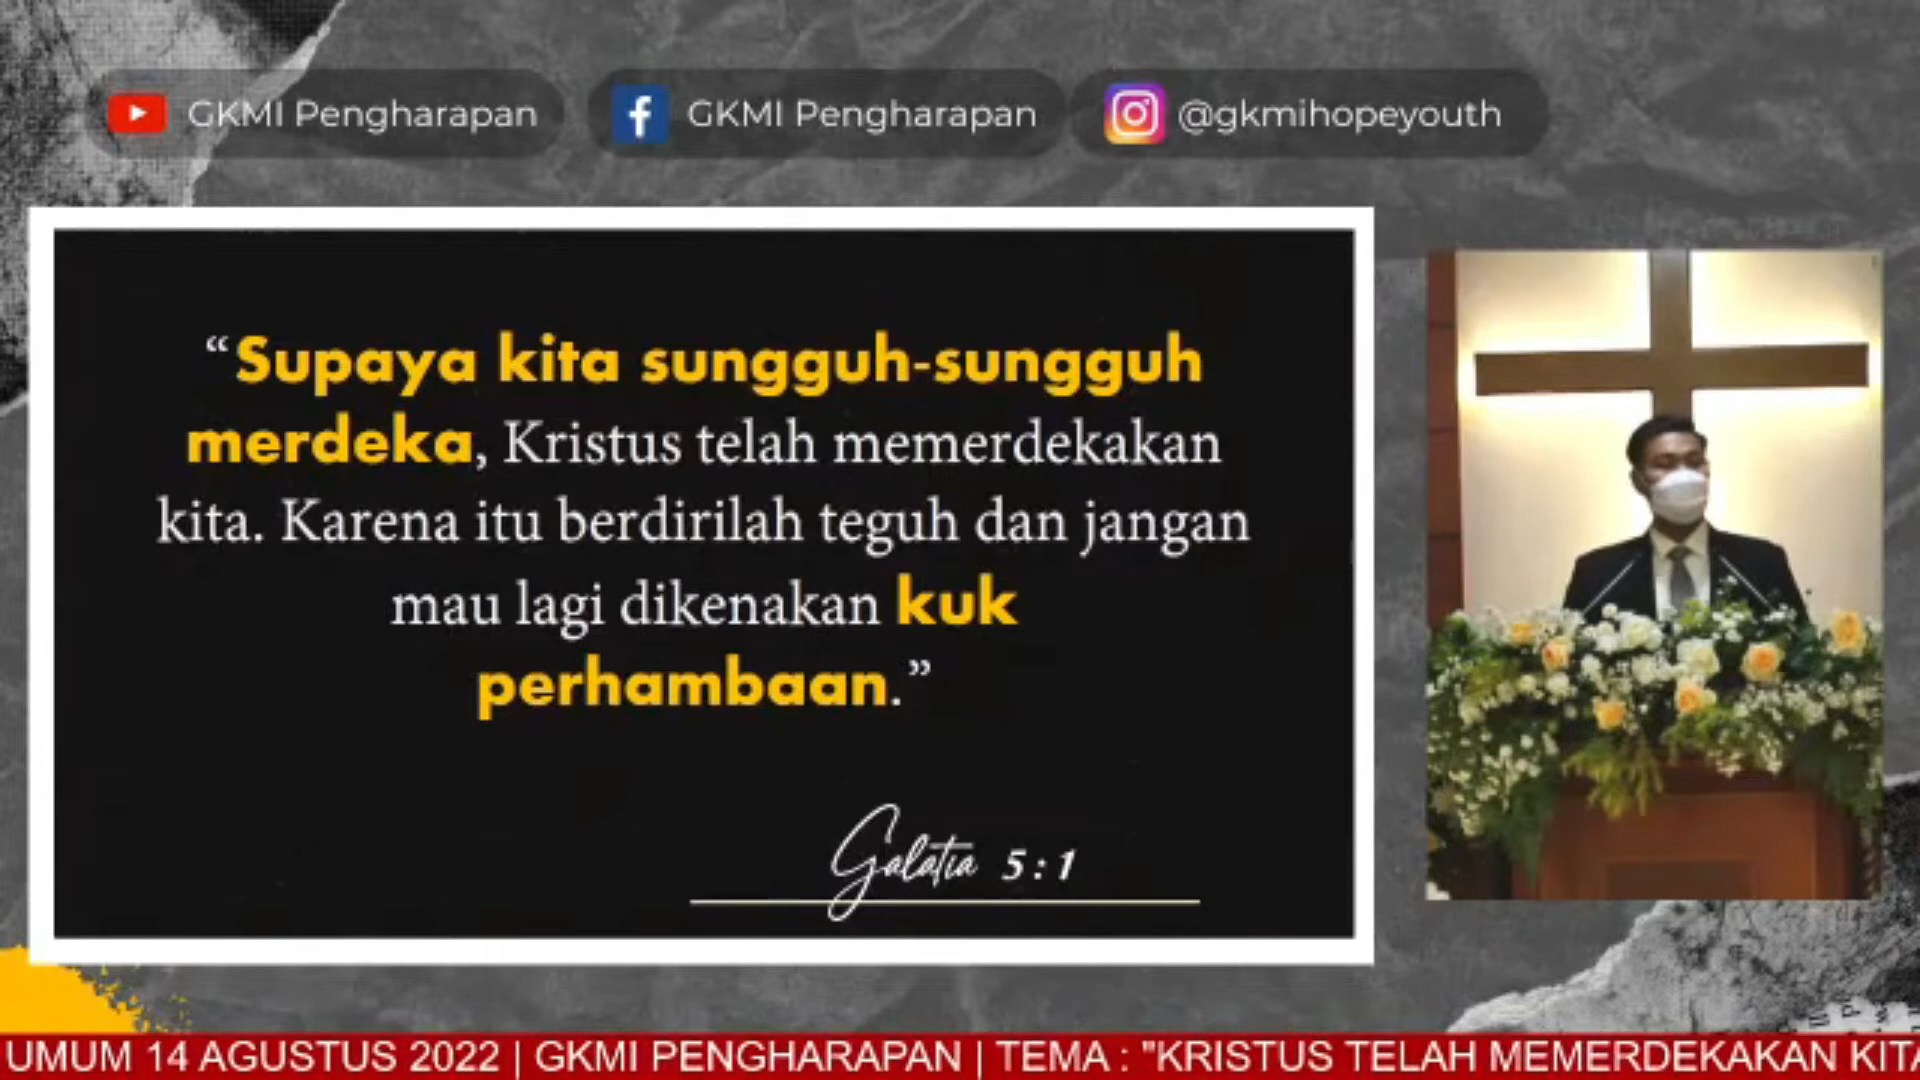 GKMI Pengharapan
GKMI Pengharapan
@gkmihopeyouth
“Supaya kita sungguh-sungguh
merdeka, Kristus telah memerdekakan
kita. Karena itu berdirilah teguh dan jangan
mau lagi dikenakan kuk
perhambaan.”
Galatia 5:1
UMUM 14 AGUSTUS 2022 | GKMI PENGHARAPAN | TEMA : "KRISTUS TELAH MEMERDEKAKAN KITA